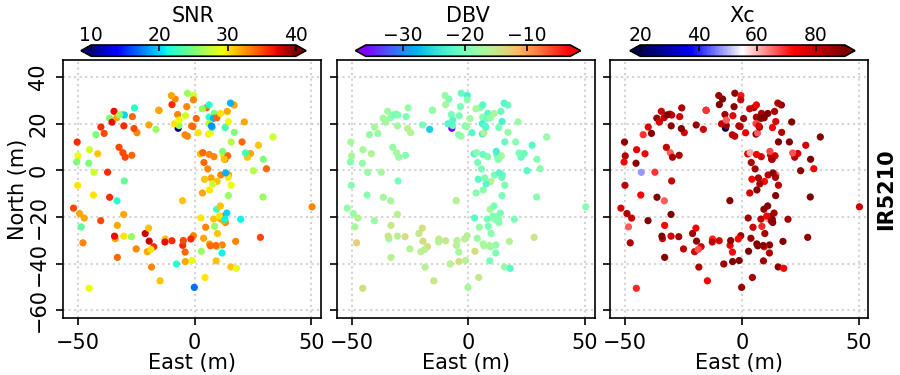 SNR DBV Xc
10 20 30 40 −30 −20 −10 20 40 60 80
40
20
0
−20
−40
−60
North (m)
IR5210
−50 0 50 −50 0 50 −50 0 50
East (m) East (m) East (m)